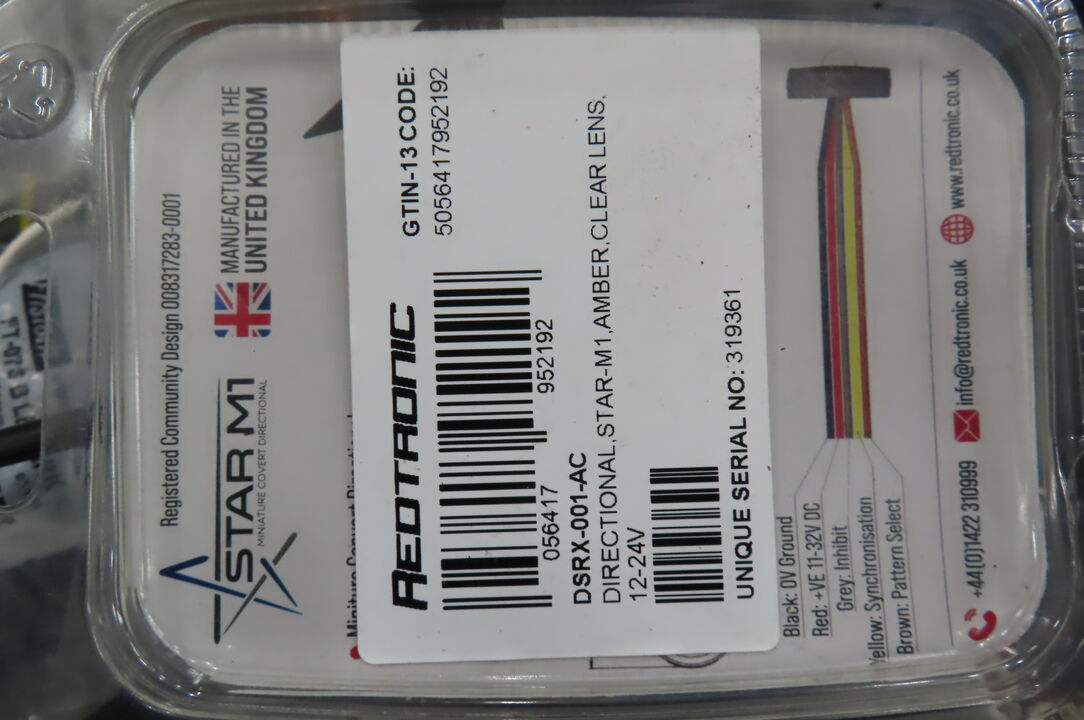 Registered Community Design 008317283-0001
STAR M1
MINIATURE COVERT DIRECTIONAL
MANUFACTURED IN THE
UNITED KINGDOM
REDTRONIC
GTIN-13 CODE:
5056417952192
056417 952192
DSRX-001-AC
DIRECTIONAL,STAR-M1,AMBER,CLEAR LENS,
12-24V
UNIQUE SERIAL NO: 319361
Black: 0V Ground
Red: +VE 11-32V DC
Grey: Inhibit
Yellow: Synchronisation
Brown: Pattern Select
+44(0)1422 310999 info@redtronic.co.uk www.redtronic.co.uk